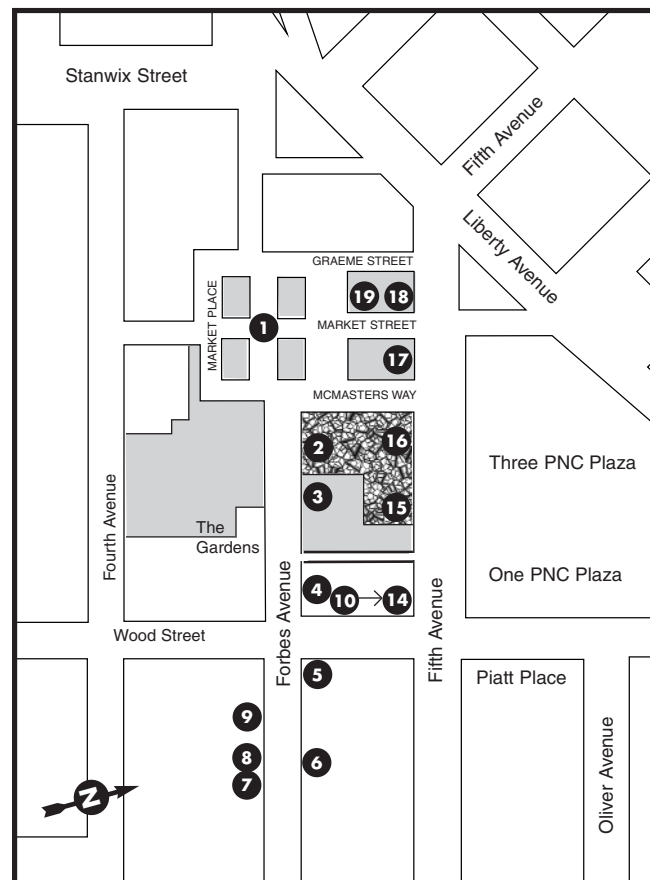 Stanwix Street
Fifth Avenue
Liberty Avenue
GRAEME STREET
19 18
MARKET PLACE
1
MARKET STREET
17
MCMASTERS WAY
2
16
Three PNC Plaza
3
15
Fourth Avenue
The
Gardens
One PNC Plaza
4
10
14
Forbes Avenue
Fifth Avenue
Wood Street
5
Piatt Place
9
8
6
7
N
Oliver Avenue